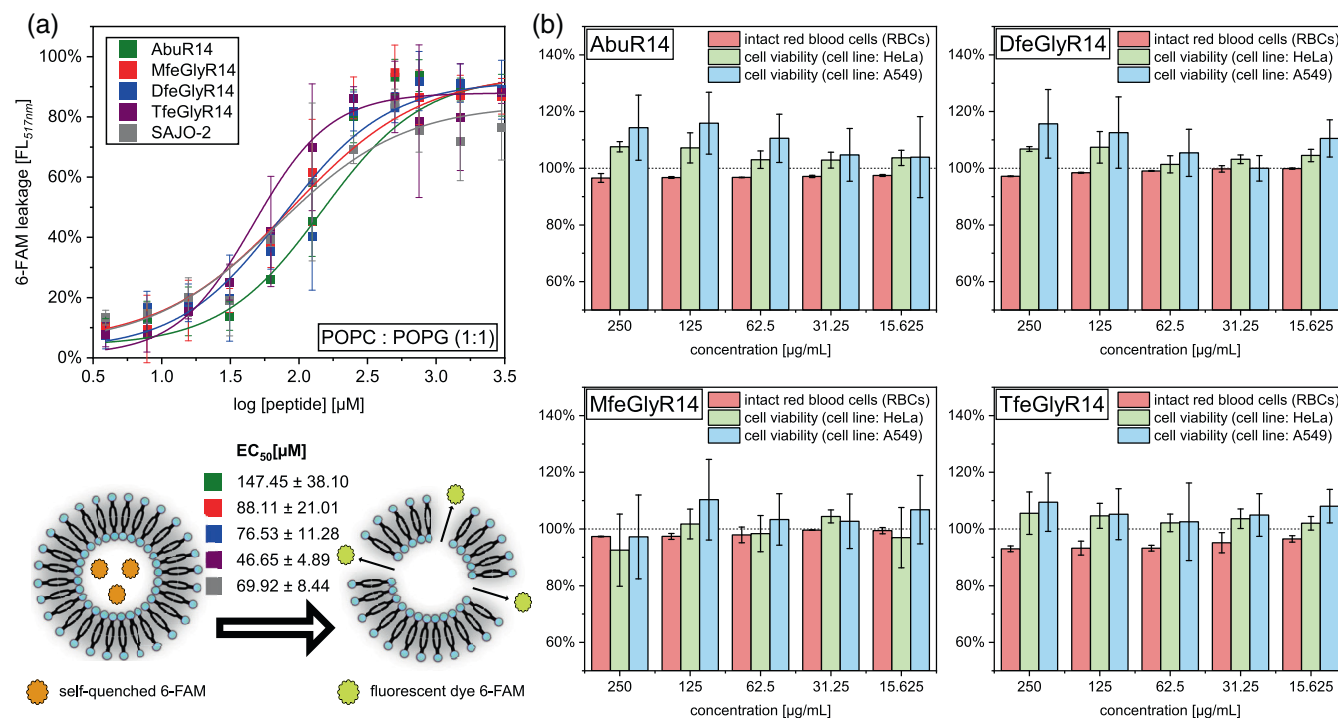 (a)
100%
80%
60%
40%
20%
0%
6-FAM leakage [FL517nm]
AbuR14
MfeGlyR14
DfeGlyR14
TfeGlyR14
SAJO-2
POPC : POPG (1:1)
0.5 1.0 1.5 2.0 2.5 3.0 3.5
log [peptide] [µM]
EC50[µM]
147.45 ± 38.10
88.11 ± 21.01
76.53 ± 11.28
46.65 ± 4.89
69.92 ± 8.44
self-quenched 6-FAM
fluorescent dye 6-FAM
(b)
AbuR14
intact red blood cells (RBCs)
cell viability (cell line: HeLa)
cell viability (cell line: A549)
140%
120%
100%
80%
60%
250 125 62.5 31.25 15.625
concentration [µg/mL]
DfeGlyR14
intact red blood cells (RBCs)
cell viability (cell line: HeLa)
cell viability (cell line: A549)
140%
120%
100%
80%
60%
250 125 62.5 31.25 15.625
concentration [µg/mL]
MfeGlyR14
intact red blood cells (RBCs)
cell viability (cell line: HeLa)
cell viability (cell line: A549)
140%
120%
100%
80%
60%
250 125 62.5 31.25 15.625
concentration [µg/mL]
TfeGlyR14
intact red blood cells (RBCs)
cell viability (cell line: HeLa)
cell viability (cell line: A549)
140%
120%
100%
80%
60%
250 125 62.5 31.25 15.625
concentration [µg/mL]